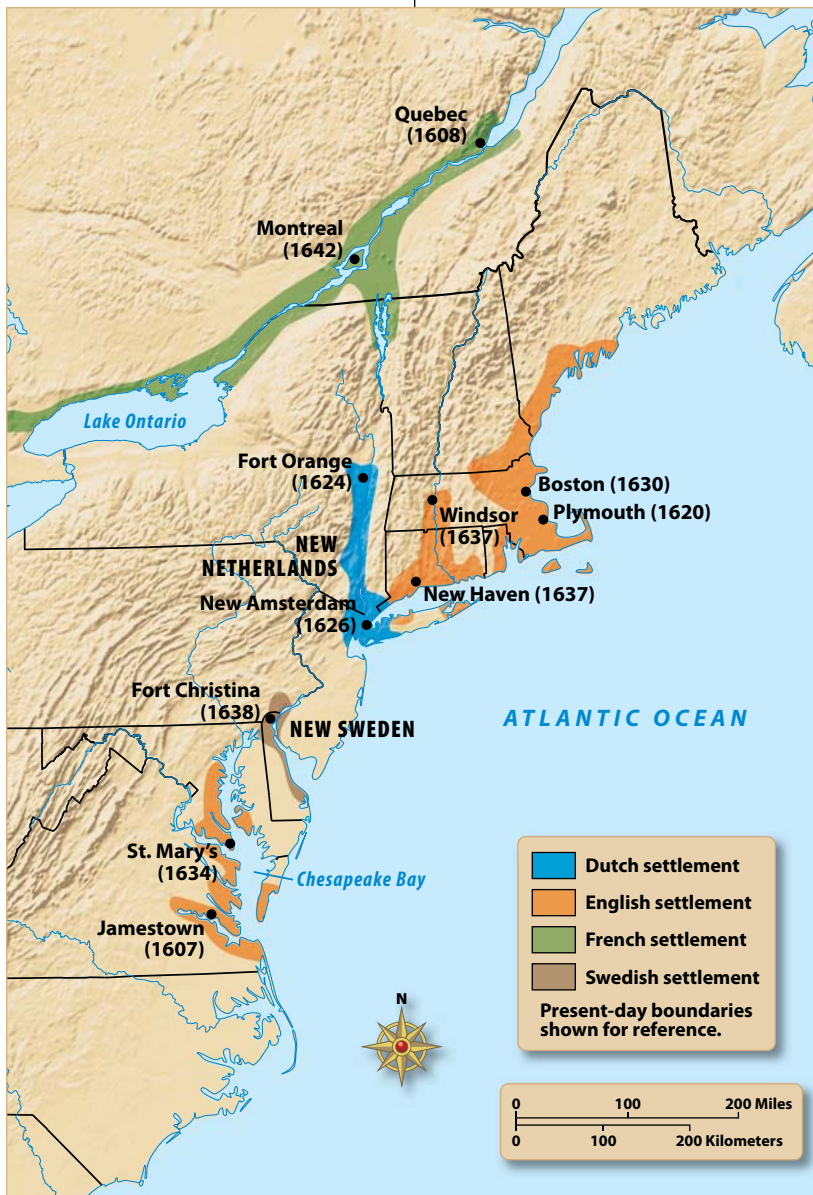 Quebec
(1608)
Montreal
(1642)
Lake Ontario
Fort Orange
(1624)
Boston (1630)
Windsor
(1637)
Plymouth (1620)
NEW
NETHERLANDS
New Haven (1637)
New Amsterdam
(1626)
Fort Christina
(1638)
NEW SWEDEN
ATLANTIC OCEAN
St. Mary's
(1634)
Chesapeake Bay
Jamestown
(1607)
Dutch settlement
English settlement
French settlement
Swedish settlement
Present-day boundaries
shown for reference.
N
0 100 200 Miles
0 100 200 Kilometers